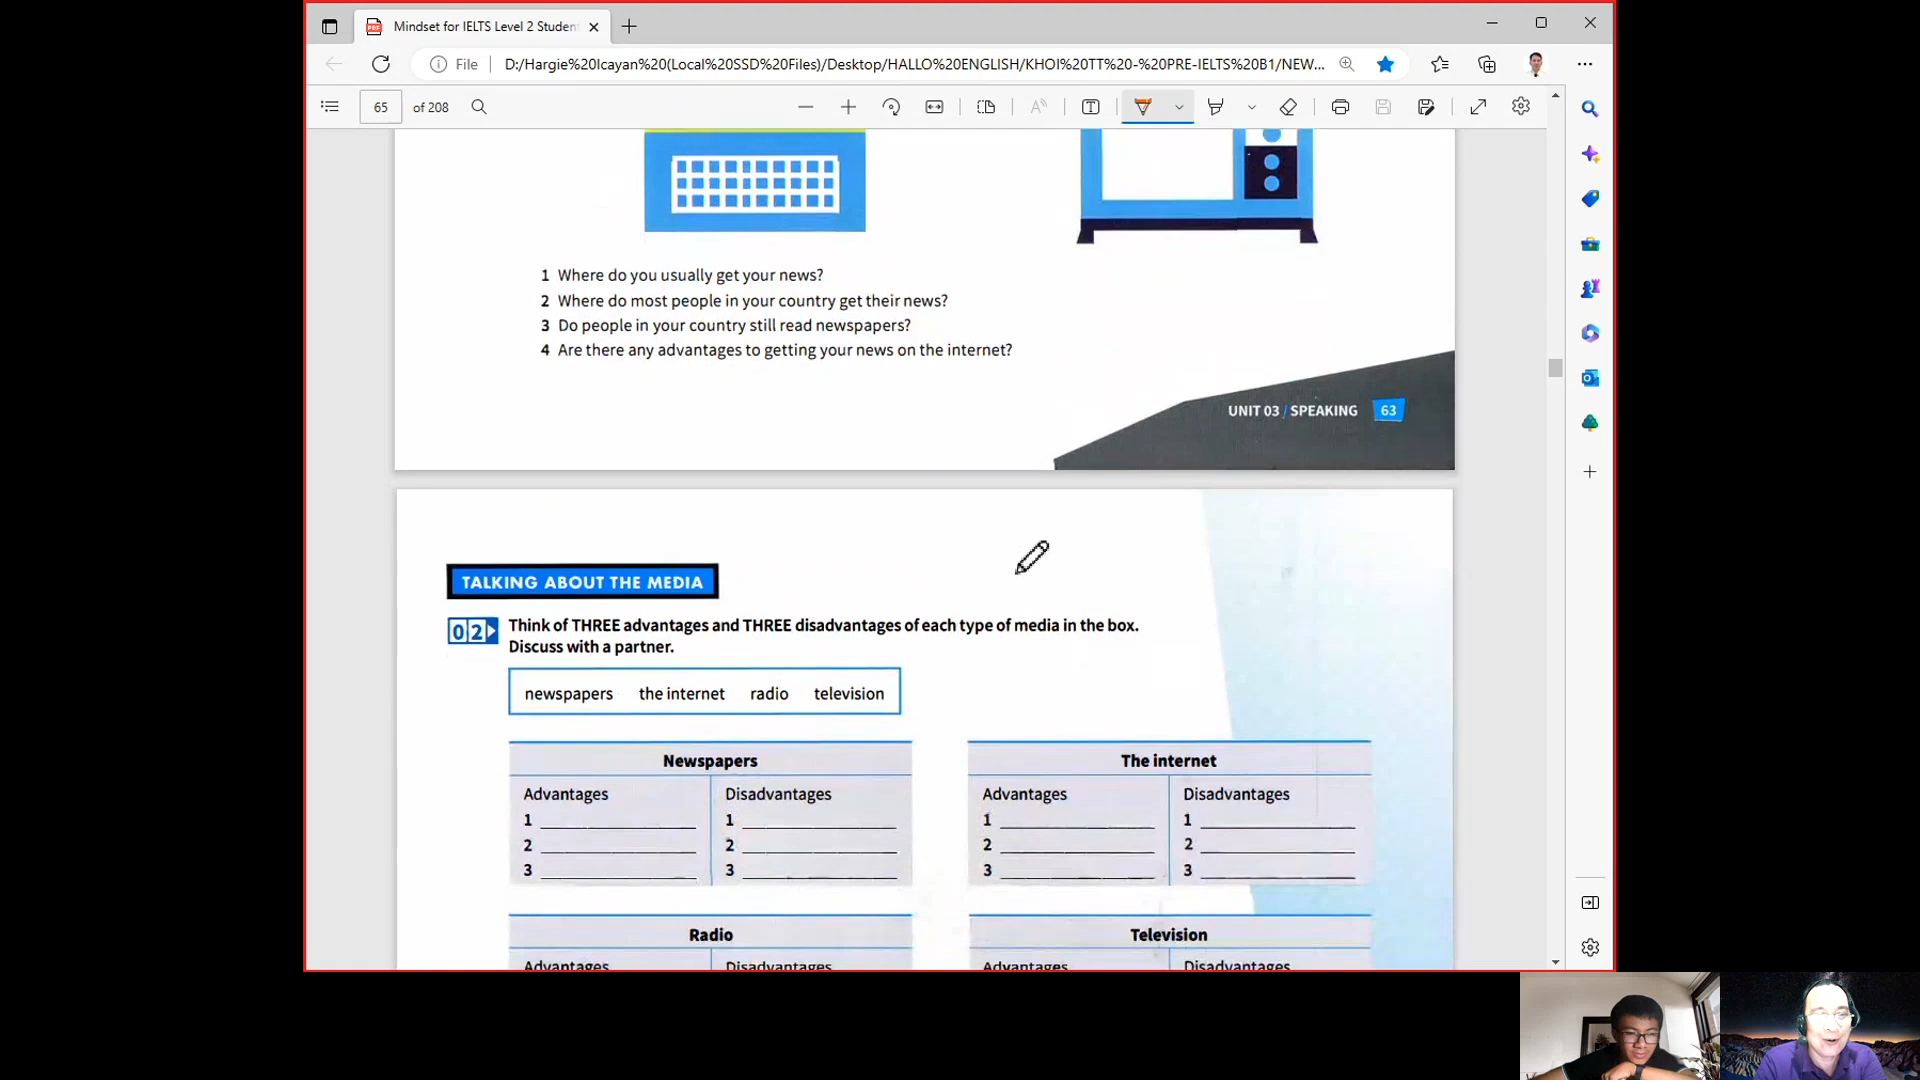 Mindset for IELTS Level 2 Studen
File D:/Hargie%20Icayan%20(Local%20SSD%20Files)/Desktop/HALLO%20ENGLISH/KHOI%20TT%20-%20PRE-IELTS%20B1/NEW...
65 of 208
1 Where do you usually get your news?
2 Where do most people in your country get their news?
3 Do people in your country still read newspapers?
4 Are there any advantages to getting your news on the internet?
UNIT 03 / SPEAKING 63
TALKING ABOUT THE MEDIA
02 Think of THREE advantages and THREE disadvantages of each type of media in the box.
Discuss with a partner.
newspapers the internet radio television
Newspapers The internet
Advantages Disadvantages Advantages Disadvantages
1 1 1 1
2 2 2 2
3 3 3 3
Radio Television
Advantages Disadvantages Advantages Disadvantages